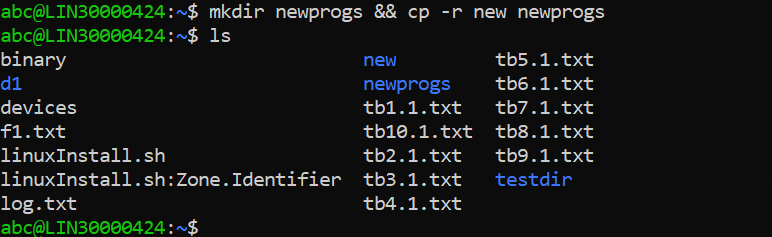 abc@LIN30000424:~$ mkdir newprogs && cp -r new newprogs
abc@LIN30000424:~$ ls
binary                         new          tb5.1.txt
d1                             newprogs     tb6.1.txt
devices                        tb1.1.txt    tb7.1.txt
f1.txt                         tb10.1.txt   tb8.1.txt
linuxInstall.sh                tb2.1.txt    tb9.1.txt
linuxInstall.sh:Zone.Identifier  tb3.1.txt    testdir
log.txt                        tb4.1.txt
abc@LIN30000424:~$